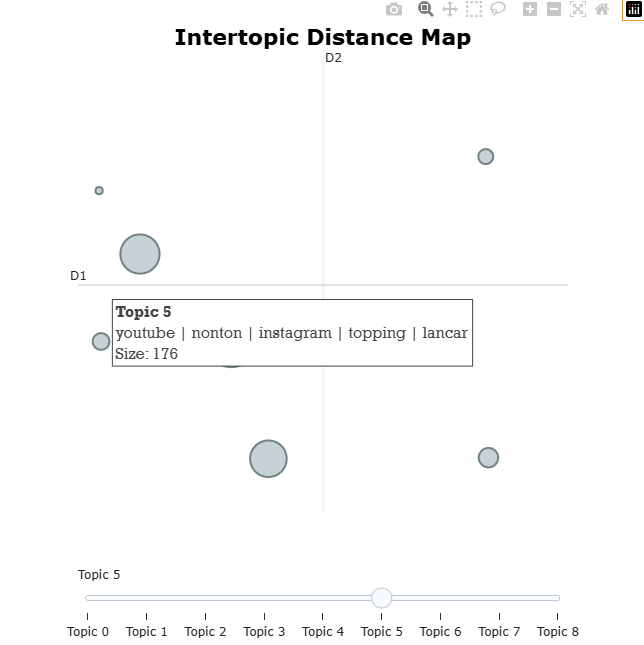 Intertopic Distance Map
D2
D1
Topic 5
youtube | nonton | instagram | topping | lancar
Size: 176
Topic 5
Topic 0 Topic 1 Topic 2 Topic 3 Topic 4 Topic 5 Topic 6 Topic 7 Topic 8